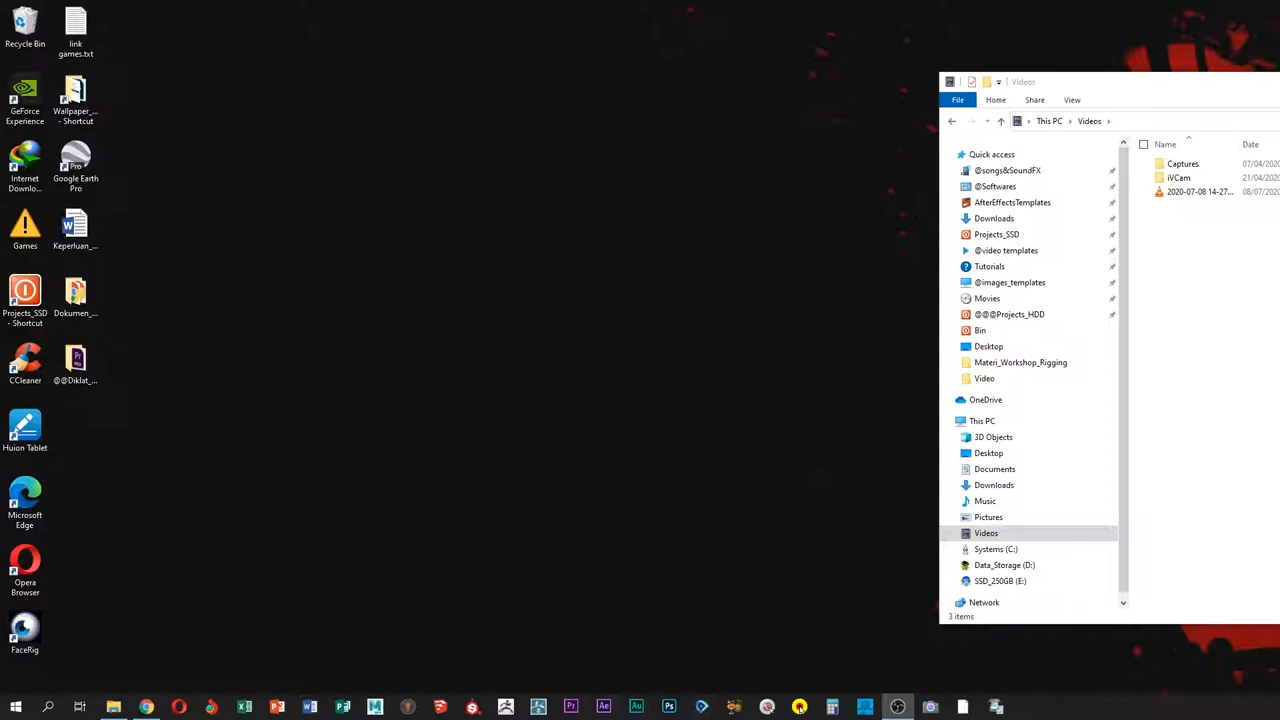 Recycle Bin
link
games.txt
GeForce
Experience
Wallpaper_...
- Shortcut
Internet
Downlo...
Google Earth
Pro
Games
Keperluan_...
Projects_SSD
- Shortcut
Dokumen_...
CCleaner
@@Diklat_...
Huion Tablet
Microsoft
Edge
Opera
Browser
FaceRig
Videos
File Home Share View
This PC Videos
Name Date
Quick access
@songs&SoundFX
@Softwares
AfterEffectsTemplates
Downloads
Projects_SSD
@video templates
Tutorials
@images_templates
Movies
@@@Projects_HDD
Bin
Desktop
Materi_Workshop_Rigging
Video
OneDrive
This PC
3D Objects
Desktop
Documents
Downloads
Music
Pictures
Videos
Systems (C:)
Data_Storage (D:)
SSD_250GB (E:)
Network
Captures 07/04/2020
iVCam 21/04/2020
2020-07-08 14-27... 08/07/2020
3 items